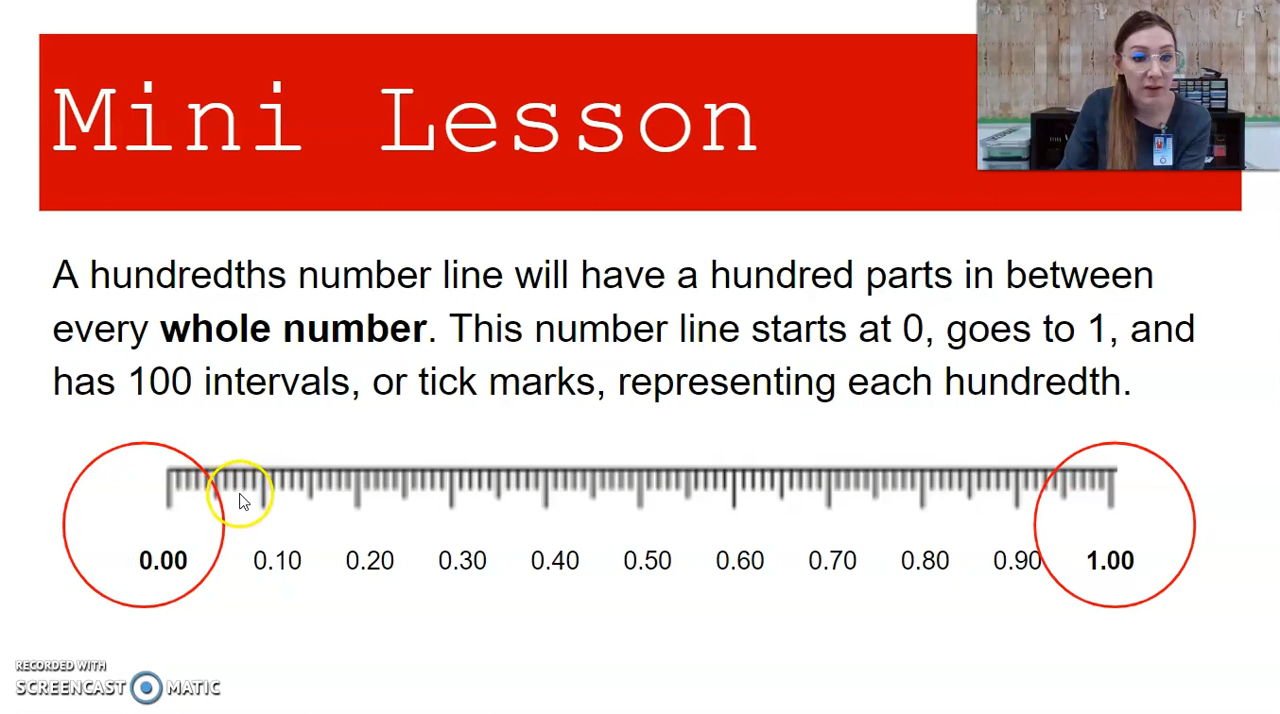 Mini Lesson
A hundredths number line will have a hundred parts in between
every whole number. This number line starts at 0, goes to 1, and
has 100 intervals, or tick marks, representing each hundredth.
0.00 0.10 0.20 0.30 0.40 0.50 0.60 0.70 0.80 0.90 1.00
RECORDED WITH
SCREENCAST MATIC